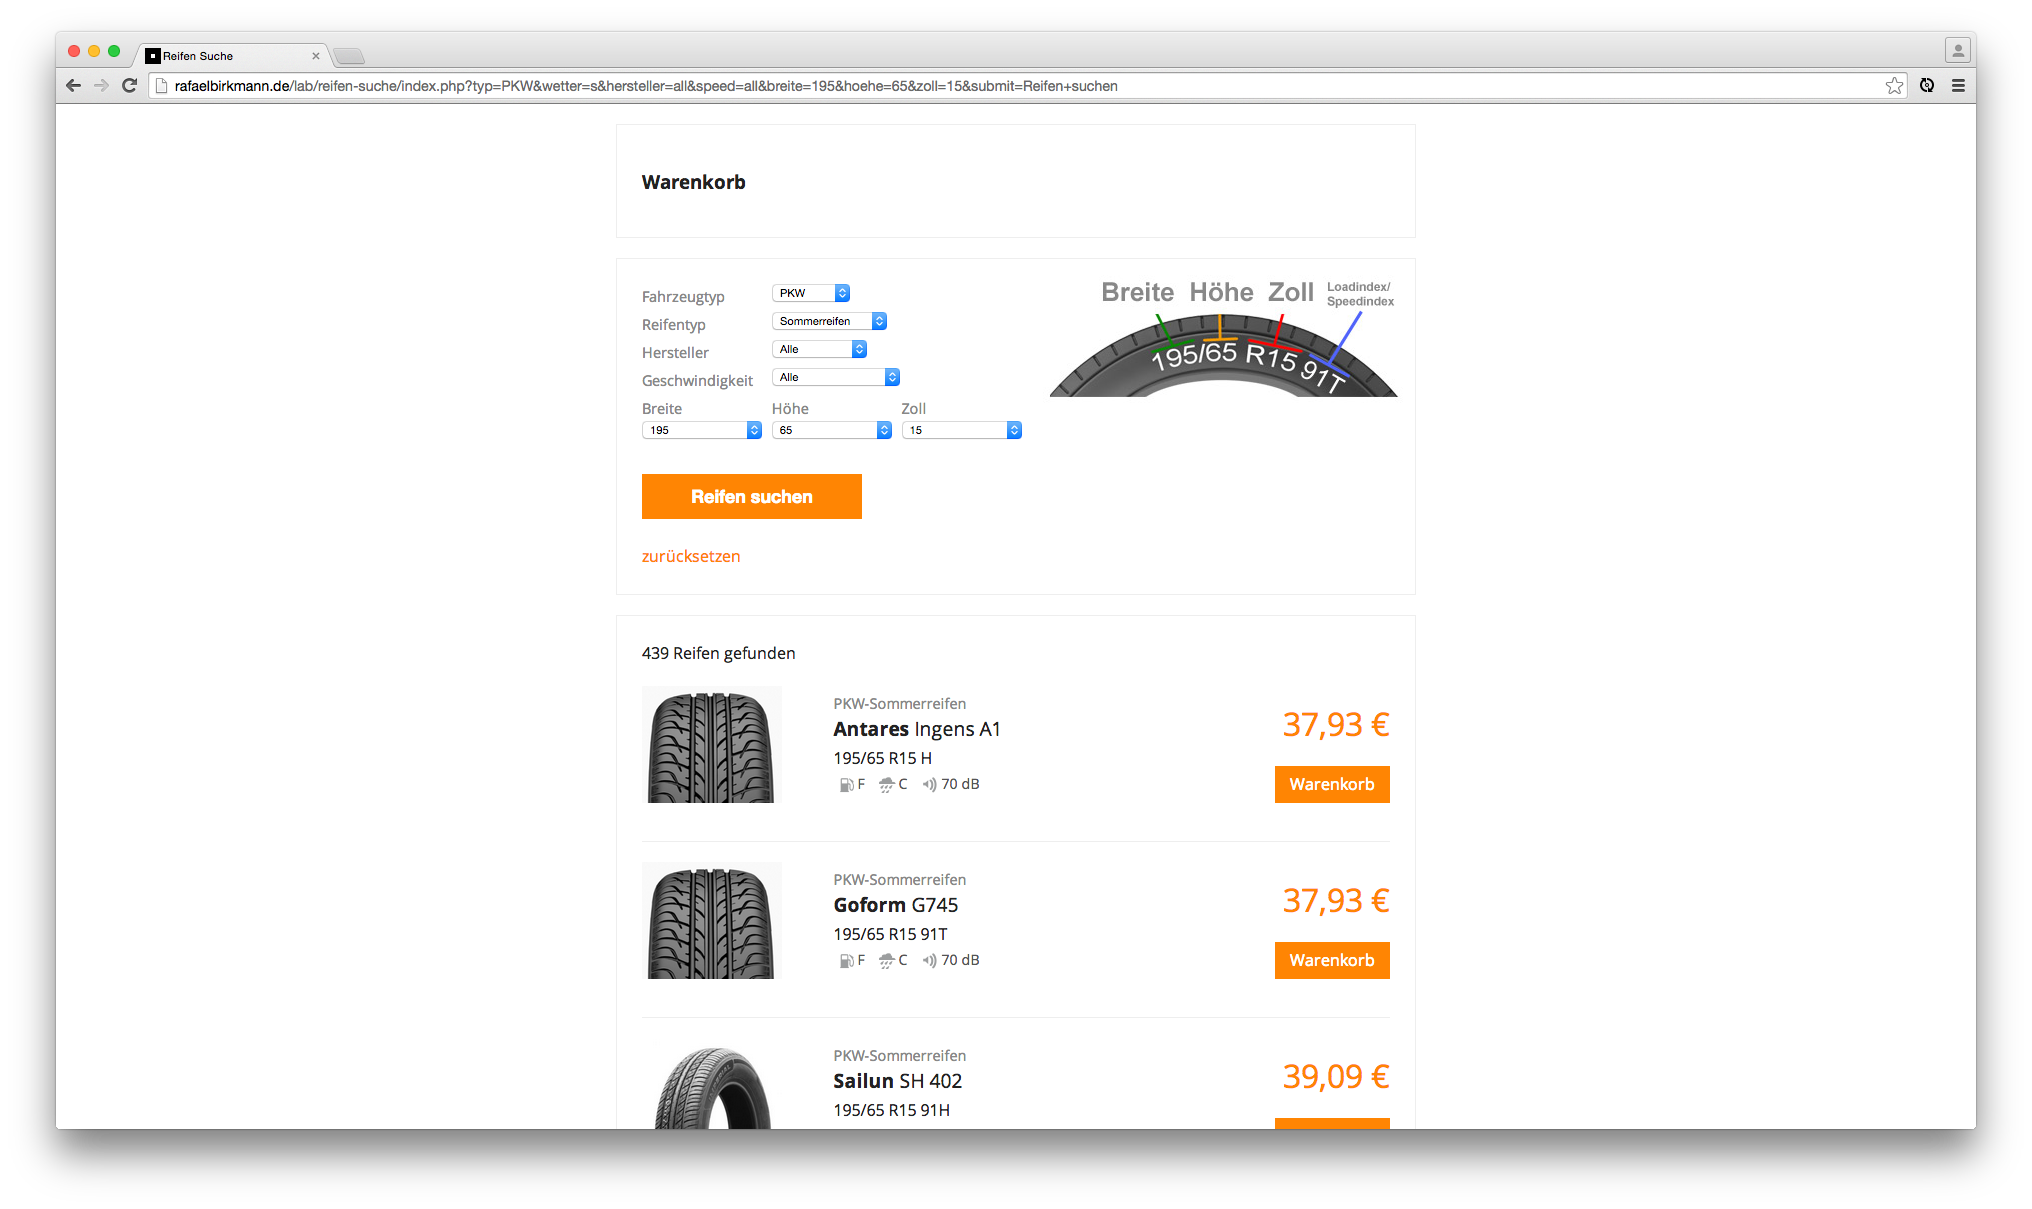 Reifen Suche
rafaelbirkmann.de/lab/reifen-suche/index.php?typ=PKW&wetter=s&hersteller=all&speed=all&breite=195&hoehe=65&zoll=15&submit=Reifen+suchen
Warenkorb
Fahrzeugtyp PKW
Reifentyp Sommerreifen
Hersteller Alle
Geschwindigkeit Alle
Breite Höhe Zoll
195 65 15
Breite Höhe Zoll Loadindex/
Speedindex
195/65 R15 91T
Reifen suchen
zurücksetzen
439 Reifen gefunden
PKW-Sommerreifen
Antares Ingens A1
195/65 R15 H
F C 70 dB
37,93 €
Warenkorb
PKW-Sommerreifen
Goform G745
195/65 R15 91T
F C 70 dB
37,93 €
Warenkorb
PKW-Sommerreifen
Sailun SH 402
195/65 R15 91H
39,09 €